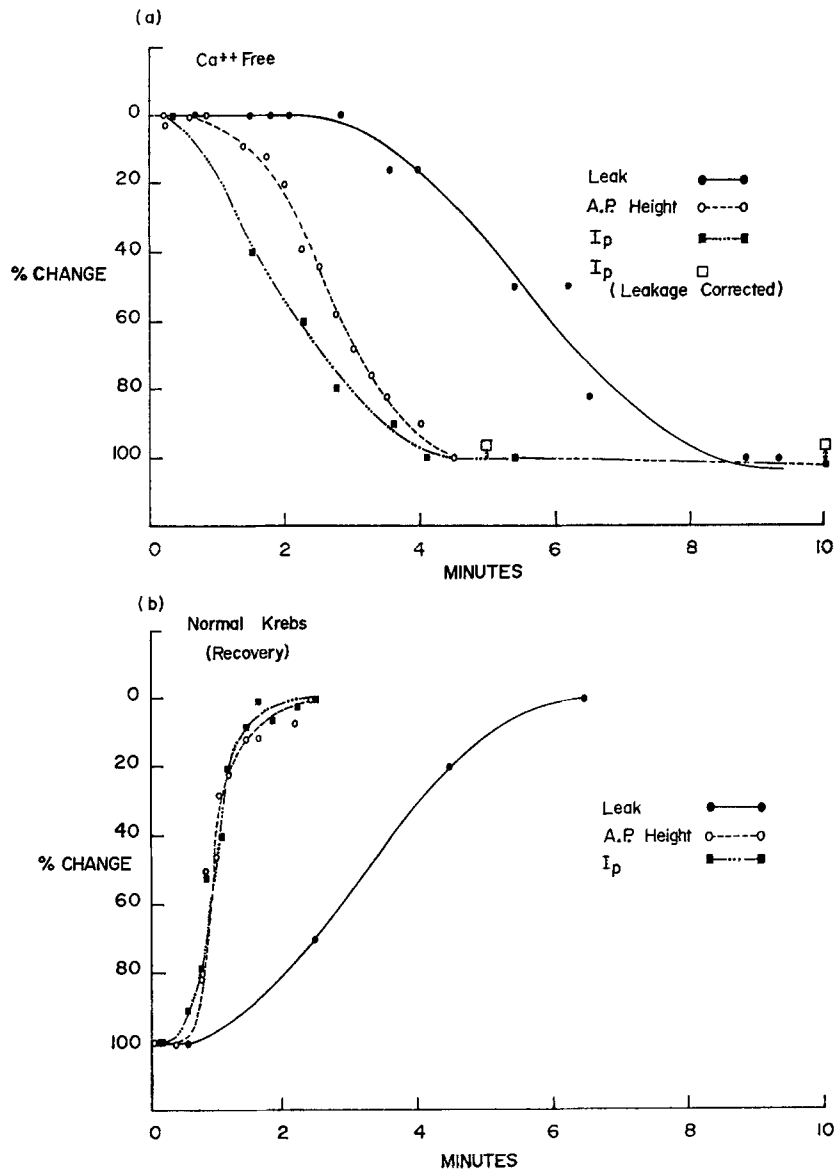 (a)
Ca++ Free
0
20
40
60
80
100
% CHANGE
Leak
A.P. Height
Ip
Ip
(Leakage Corrected)
0 2 4 6 8 10
MINUTES
(b)
Normal Krebs
(Recovery)
0
20
40
60
80
100
% CHANGE
Leak
A.P. Height
Ip
0 2 4 6 8 10
MINUTES